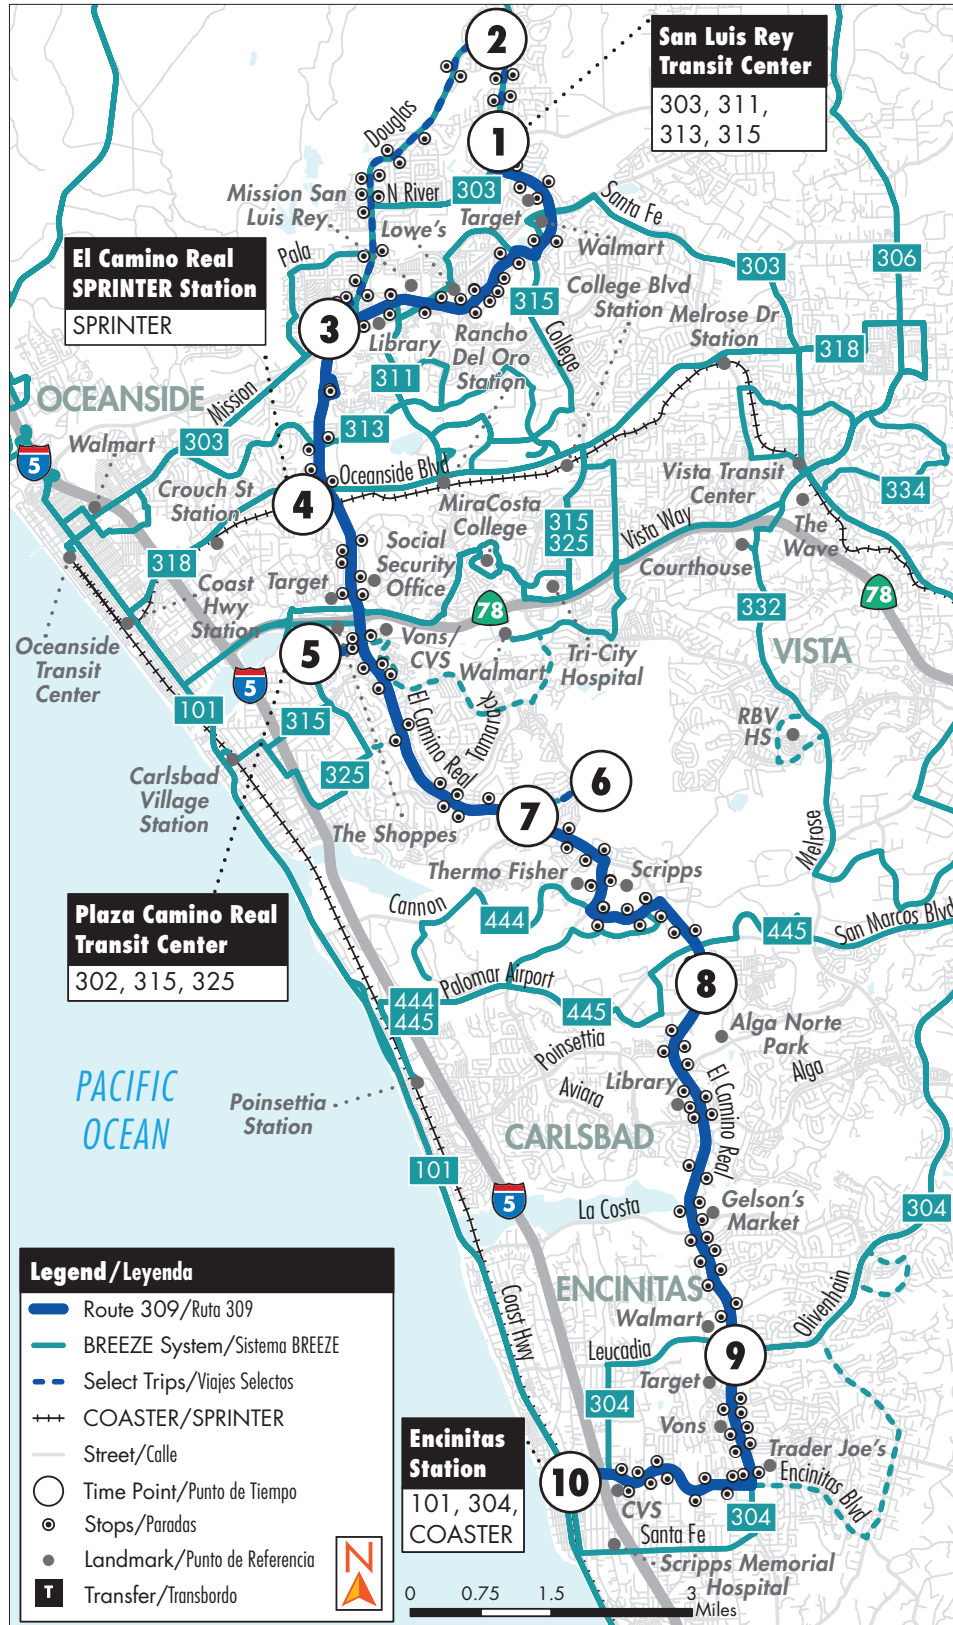 2
San Luis Rey
Transit Center
303, 311,
313, 315
1
Douglas
Mission San
Luis Rey
N River
303
Target
Santa Fe
Lowe's
Walmart
Pala
El Camino Real
SPRINTER Station
SPRINTER
303
306
315
College Blvd
Station
Melrose Dr
Station
3
Library
Rancho
Del Oro
Station
College
318
311
OCEANSIDE
Mission
Walmart
303
313
5
Oceanside Blvd
Crouch St
Station
4
MiraCosta
College
Vista Transit
Center
334
315
325
Vista Way
The
Wave
Social
Security
Office
318
Target
Coast
Hwy
Station
Courthouse
78
78
332
Oceanside
Transit
Center
5
Vons/
CVS
Walmart
Tri-City
Hospital
VISTA
5
101
315
El Camino Real
Tamarack
RBV
HS
325
Carlsbad
Village
Station
6
7
The Shoppes
Melrose
Thermo Fisher
Scripps
Cannon
444
Plaza Camino Real
Transit Center
302, 315, 325
445
San Marcos Blvd
Palomar Airport
8
444
445
445
Alga Norte
Park
Poinsettia
Alga
PACIFIC
OCEAN
Poinsettia
Station
Aviara
Library
El Camino Real
CARLSBAD
101
5
La Costa
Gelson's
Market
304
Legend/Leyenda
Route 309/Ruta 309
BREEZE System/Sistema BREEZE
Select Trips/Viajes Selectos
COASTER/SPRINTER
Street/Calle
Time Point/Punto de Tiempo
Stops/Paradas
Landmark/Punto de Referencia
T
Transfer/Transbordo
N
Coast Hwy
ENCINITAS
Walmart
Olivenhain
Leucadia
9
Target
304
Vons
Encinitas
Station
101, 304,
COASTER
Trader Joe's
Encinitas Blvd
10
CVS
304
Santa Fe
Scripps Memorial
Hospital
0 0.75 1.5 3
Miles